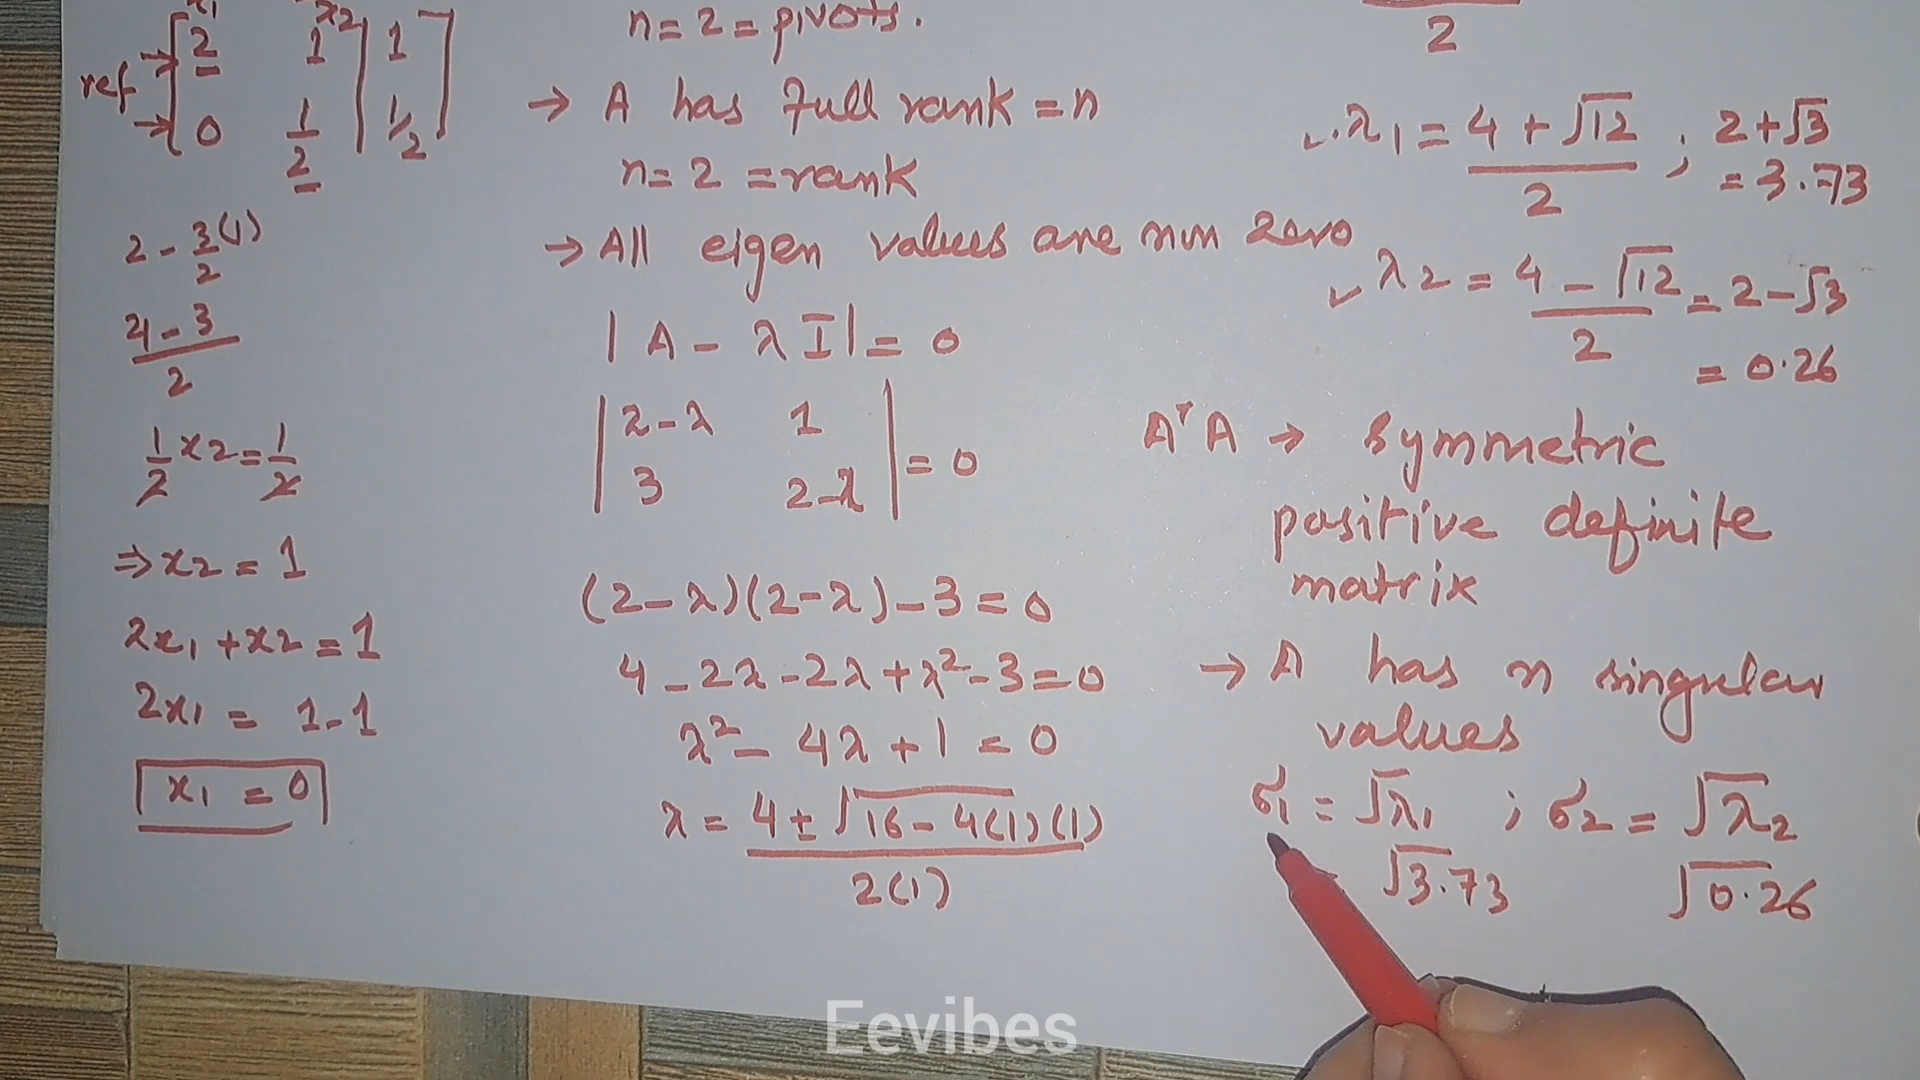 x1 x2
ref → [ 2 1 | 1 ]
→ [ 0 1/2 | 1/2 ]
2 - 3/2 (1)
4-3
2
1/2 x2 = 1/2
⇒ x2 = 1
2x1 + x2 = 1
2x1 = 1-1
x1 = 0
n = 2 = pivots.
→ A has full rank = n
n = 2 = rank
→ All eigen values are non zero
|A - λI| = 0
| 2-λ 1 |
| 3 2-λ | = 0
(2-λ)(2-λ) - 3 = 0
4 - 2λ - 2λ + λ² - 3 = 0
λ² - 4λ + 1 = 0
λ = 4 ± √16 - 4(1)(1)
2(1)
2
λ1 = 4 + √12 / 2 ; 2 + √3
= 3.73
λ2 = 4 - √12 / 2 = 2 - √3
= 0.26
AᵀA → symmetric
positive definite
matrix
→ A has n singular
values
σ1 = √λ1 ; σ2 = √λ2
√3.73 √0.26
Eevibes